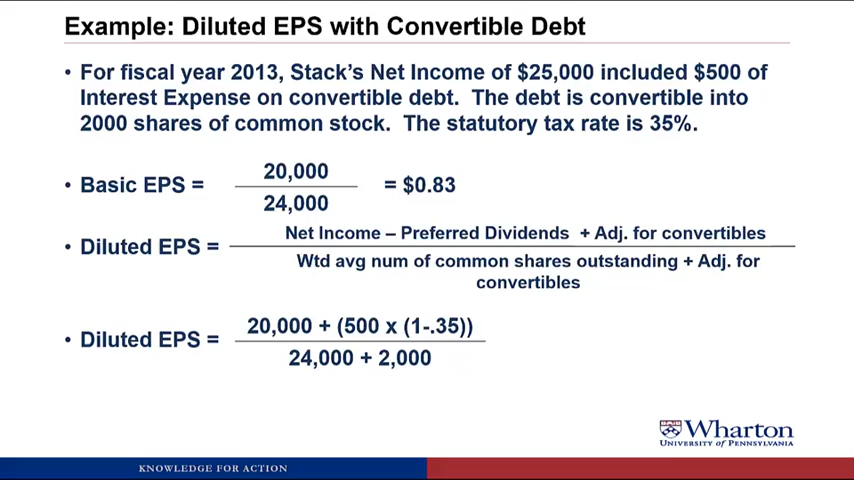 Example: Diluted EPS with Convertible Debt
• For fiscal year 2013, Stack's Net Income of $25,000 included $500 of
Interest Expense on convertible debt. The debt is convertible into
2000 shares of common stock. The statutory tax rate is 35%.
• Basic EPS =
20,000
24,000
= $0.83
• Diluted EPS =
Net Income – Preferred Dividends + Adj. for convertibles
Wtd avg num of common shares outstanding + Adj. for
convertibles
• Diluted EPS =
20,000 + (500 x (1-.35))
24,000 + 2,000
Wharton
UNIVERSITY of PENNSYLVANIA
KNOWLEDGE FOR ACTION